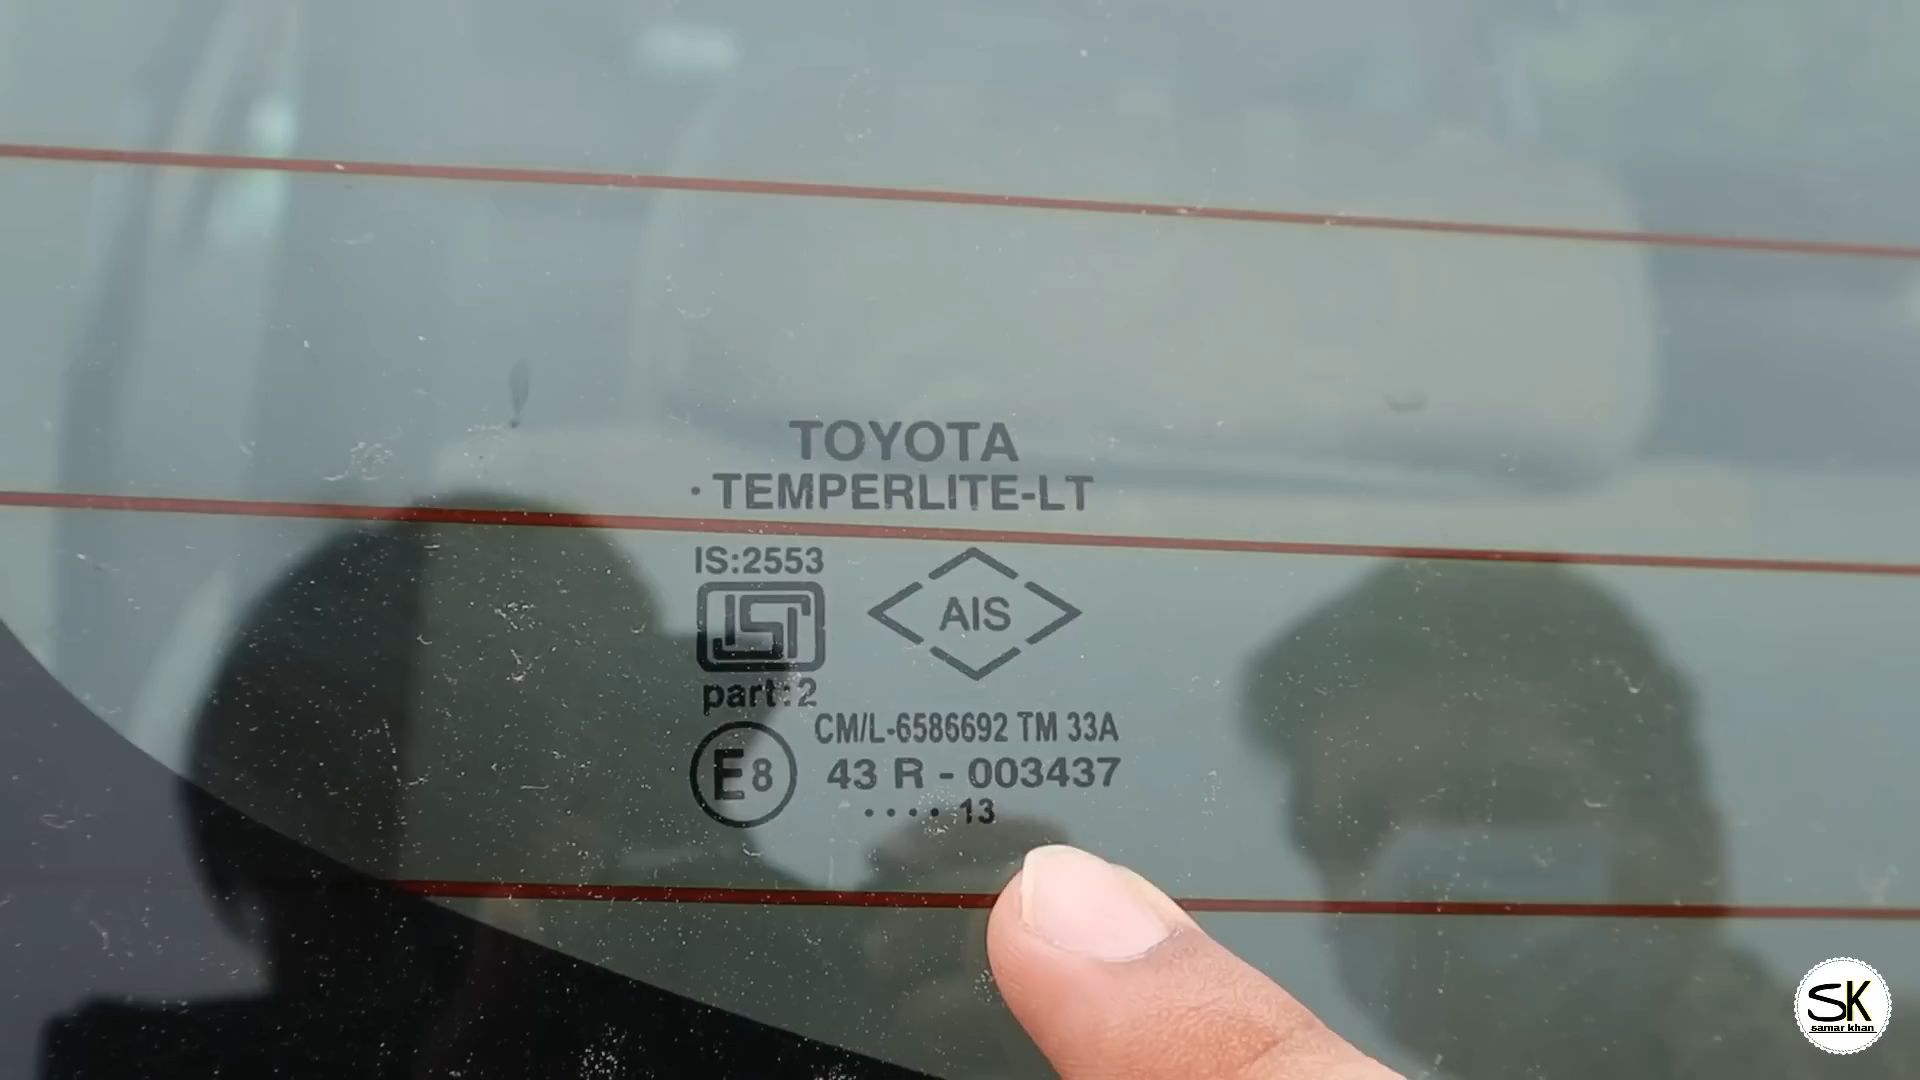 TOYOTA
· TEMPERLITE-LT
IS:2553
ISI
AIS
part:2
CM/L-6586692 TM 33A
E8 43 R - 003437
···· 13
SK
samar khan